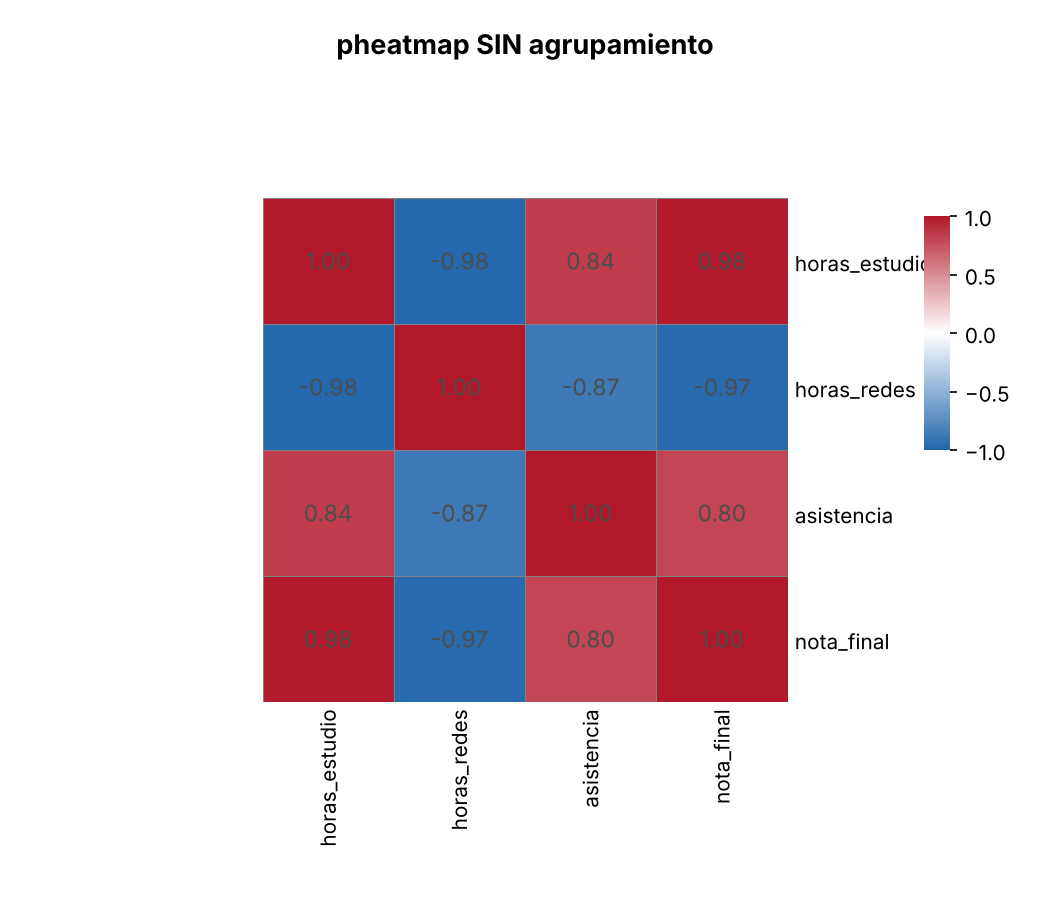 pheatmap SIN agrupamiento
1.00 -0.98 0.84 0.98 horas_estudio
-0.98 1.00 -0.87 -0.97 horas_redes
0.84 -0.87 1.00 0.80 asistencia
0.98 -0.97 0.80 1.00 nota_final
horas_estudio horas_redes asistencia nota_final
1.0
0.5
0.0
−0.5
−1.0